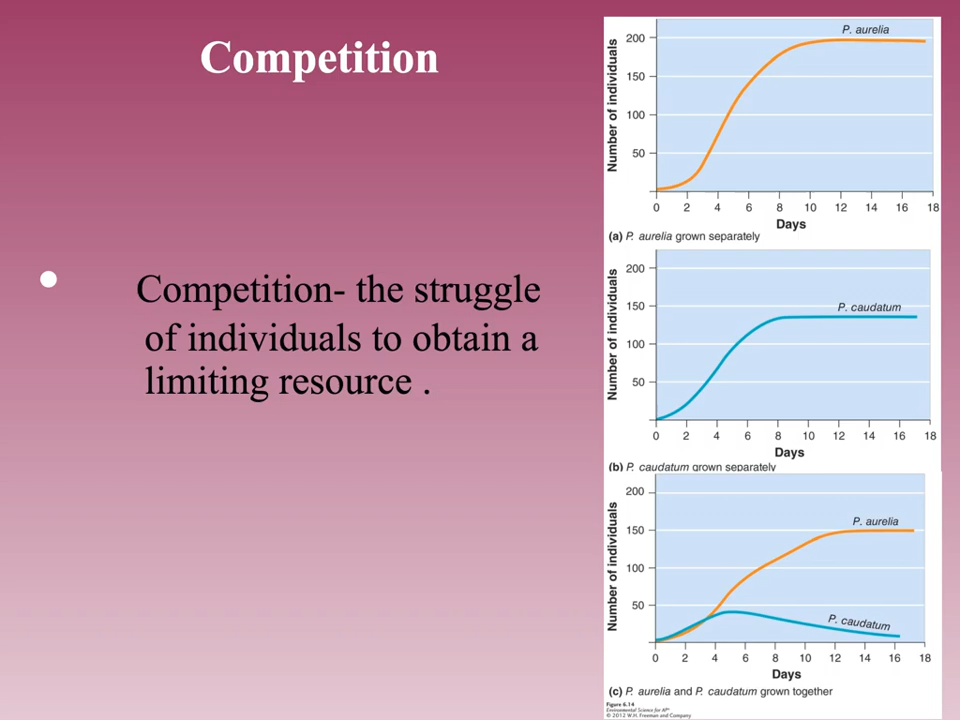 Competition
• Competition- the struggle
of individuals to obtain a
limiting resource .
P. aurelia
Number of individuals
200
150
100
50
0 2 4 6 8 10 12 14 16 18
Days
(a) P. aurelia grown separately
P. caudatum
Number of individuals
200
150
100
50
0 2 4 6 8 10 12 14 16 18
Days
(b) P. caudatum grown separately
P. aurelia
P. caudatum
Number of individuals
200
150
100
50
0 2 4 6 8 10 12 14 16 18
Days
(c) P. aurelia and P. caudatum grown together
Figure 6.14
Environmental Science for AP®
© 2012 W.H. Freeman and Company